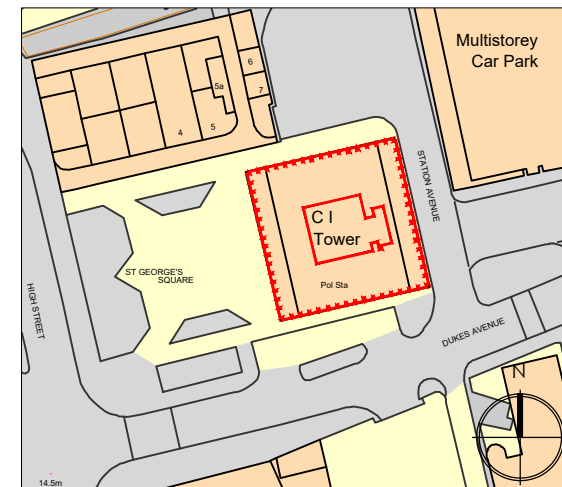 Multistorey
Car Park
6
5a
7
4
5
STATION AVENUE
C I
Tower
ST GEORGE'S
SQUARE
Pol Sta
HIGH STREET
DUKES AVENUE
N
14.5m